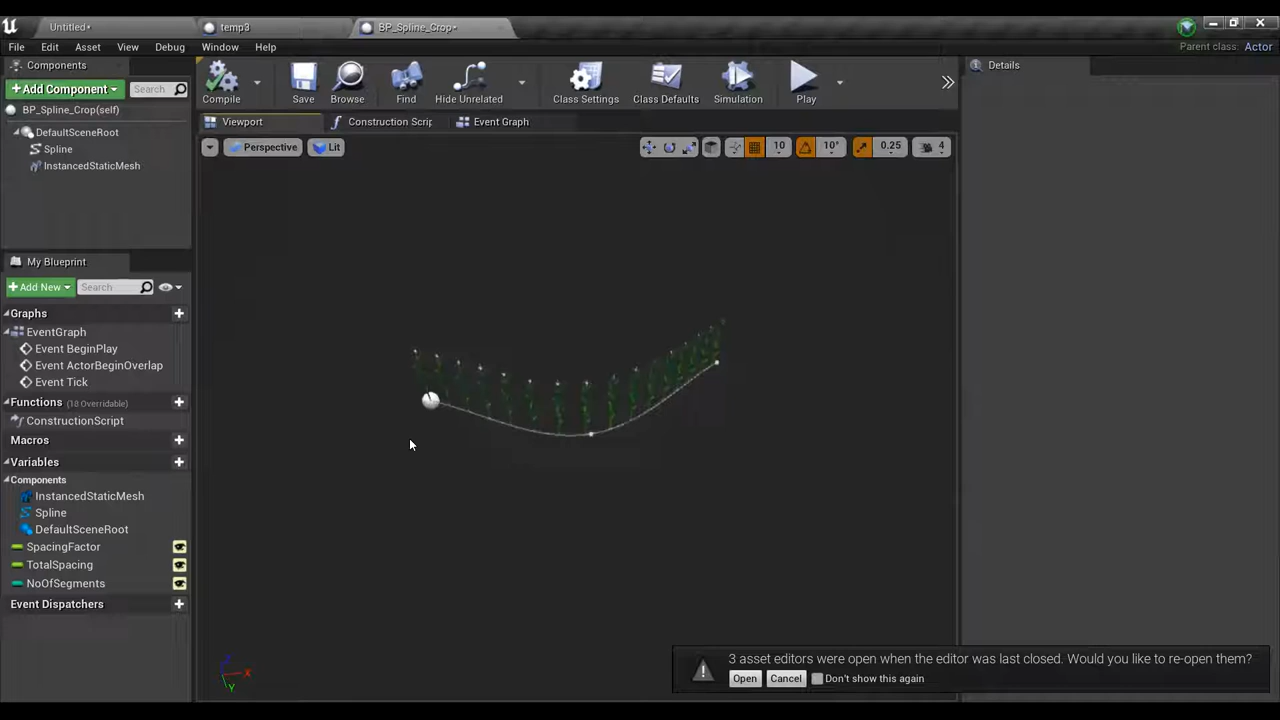 Untitled*
temp3
BP_Spline_Crop*
File Edit Asset View Debug Window Help
Parent class: Actor
Components
Details
+Add Component
Search
Compile
Save
Browse
Find
Hide Unrelated
Class Settings
Class Defaults
Simulation
Play
BP_Spline_Crop(self)
Viewport
Construction Scrip
Event Graph
DefaultSceneRoot
Spline
InstancedStaticMesh
Perspective
Lit
10
10°
0.25
4
My Blueprint
+Add New
Search
Graphs
EventGraph
Event BeginPlay
Event ActorBeginOverlap
Event Tick
Functions (18 Overridable)
ConstructionScript
Macros
Variables
Components
InstancedStaticMesh
Spline
DefaultSceneRoot
SpacingFactor
TotalSpacing
NoOfSegments
Event Dispatchers
X
Y
3 asset editors were open when the editor was last closed. Would you like to re-open them?
Open
Cancel
Don't show this again